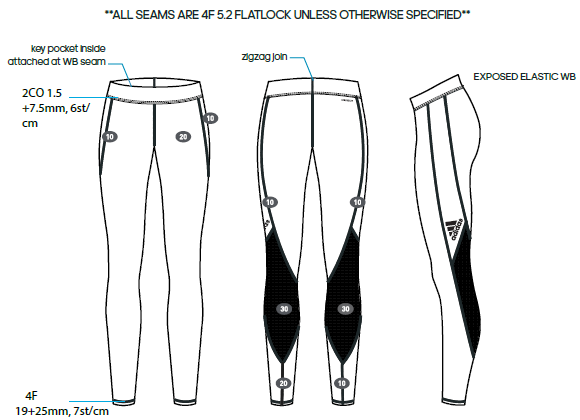 **ALL SEAMS ARE 4F 5.2 FLATLOCK UNLESS OTHERWISE SPECIFIED**
key pocket inside
attached at WB seam
zigzag join
EXPOSED ELASTIC WB
2CO 1.5
+7.5mm, 6st/
cm
10
20
10
10
10
adidas
30
30
20
10
4F
19+25mm, 7st/cm